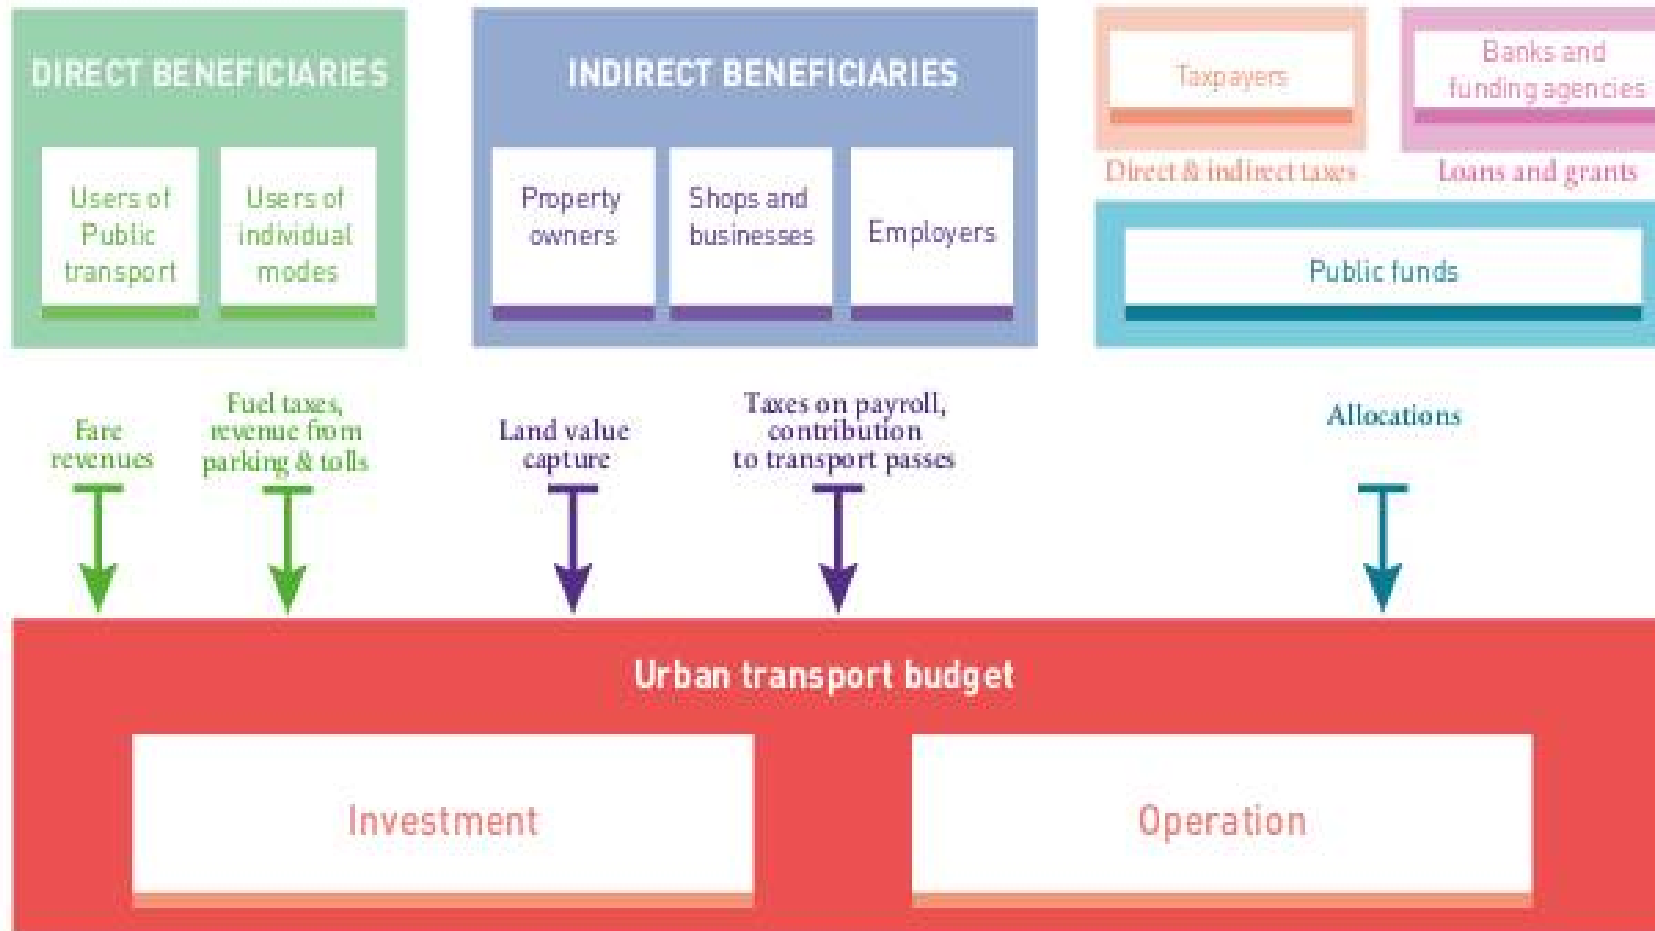 DIRECT BENEFICIARIES
Users of
Public
transport
Users of
individual
modes
INDIRECT BENEFICIARIES
Property
owners
Shops and
businesses
Employers
Taxpayers
Direct & indirect taxes
Banks and
funding agencies
Loans and grants
Public funds
Fare
revenues
Fuel taxes,
revenue from
parking & tolls
Land value
capture
Taxes on payroll,
contribution
to transport passes
Allocations
Urban transport budget
Investment
Operation